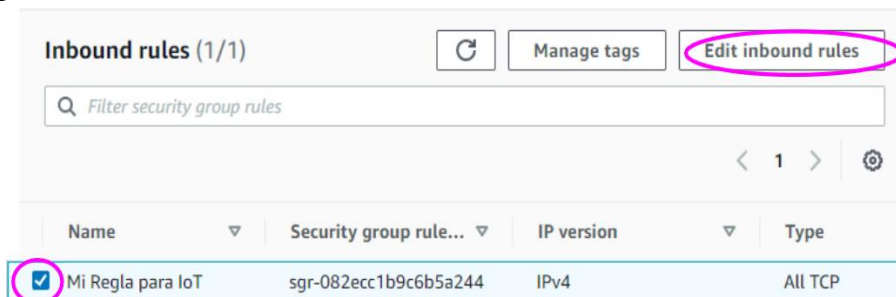 Inbound rules (1/1) Manage tags Edit inbound rules
Filter security group rules
1
Name Security group rule... IP version Type
Mi Regla para IoT sgr-082ecc1b9c6b5a244 IPv4 All TCP